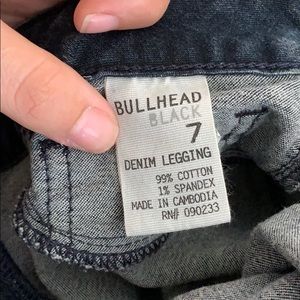 BULLHEAD
BLACK
7
DENIM LEGGING
99% COTTON
1% SPANDEX
MADE IN CAMBODIA
RN# 090233